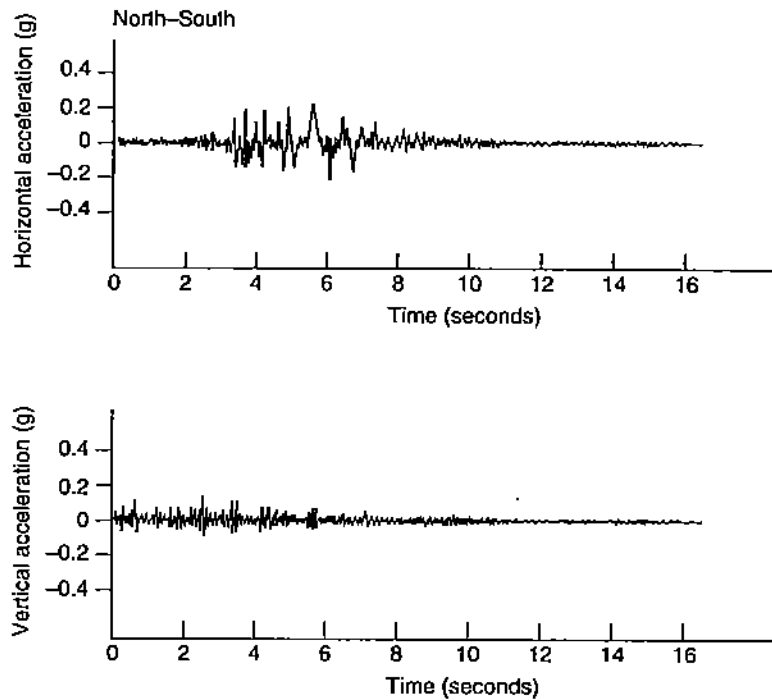 North–South
Horizontal acceleration (g)
0.4
0.2
0
–0.2
–0.4
0 2 4 6 8 10 12 14 16
Time (seconds)
Vertical acceleration (g)
0.4
0.2
0
–0.2
–0.4
0 2 4 6 8 10 12 14 16
Time (seconds)